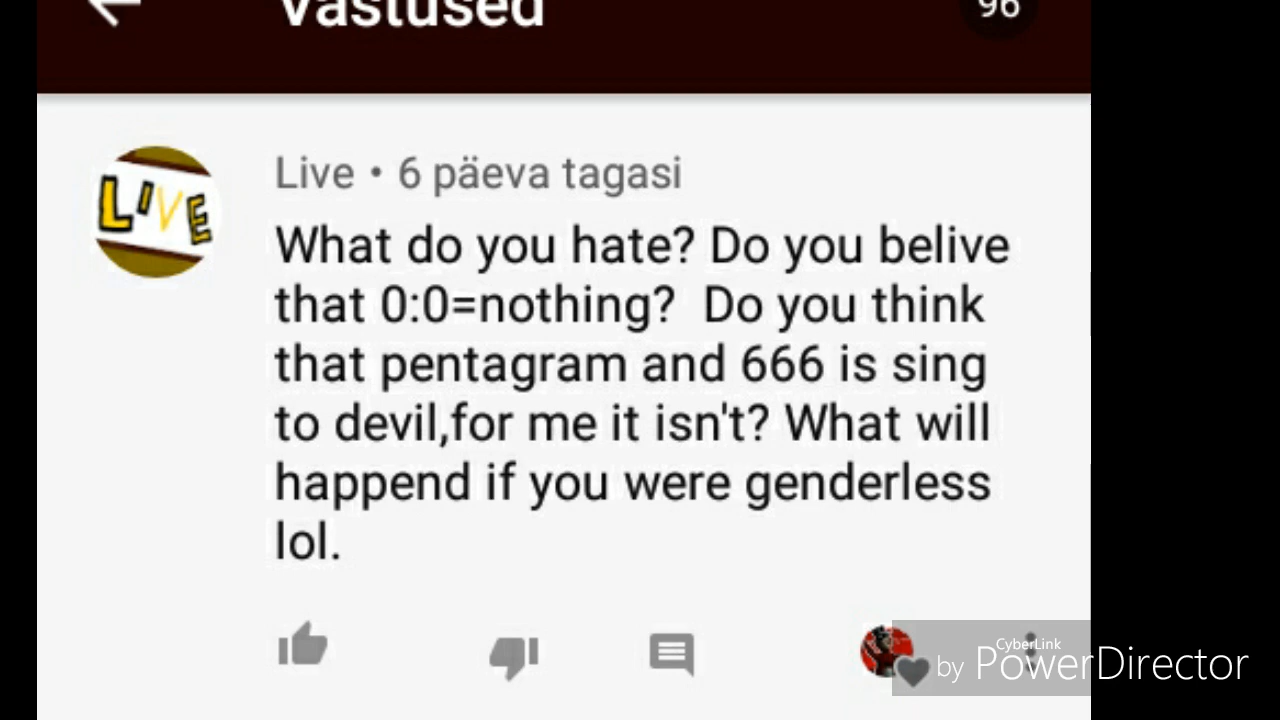 Vastused
96
LIVE
Live • 6 päeva tagasi
What do you hate? Do you belive
that 0:0=nothing?  Do you think
that pentagram and 666 is sing
to devil,for me it isn't? What will
happend if you were genderless
lol.
CyberLink
by PowerDirector